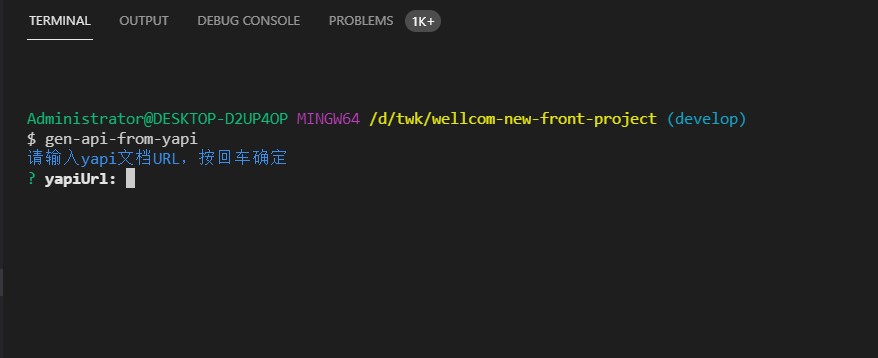 TERMINAL OUTPUT DEBUG CONSOLE PROBLEMS 1K+
Administrator@DESKTOP-D2UP4OP MINGW64 /d/twk/wellcom-new-front-project (develop)
$ gen-api-from-yapi
请输入yapi文档URL，按回车确定
? yapiUrl: